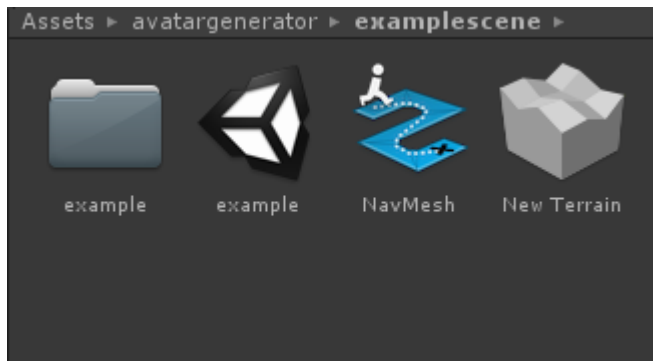 Assets ▸ avatargenerator ▸ examplescene ▸
example example NavMesh New Terrain